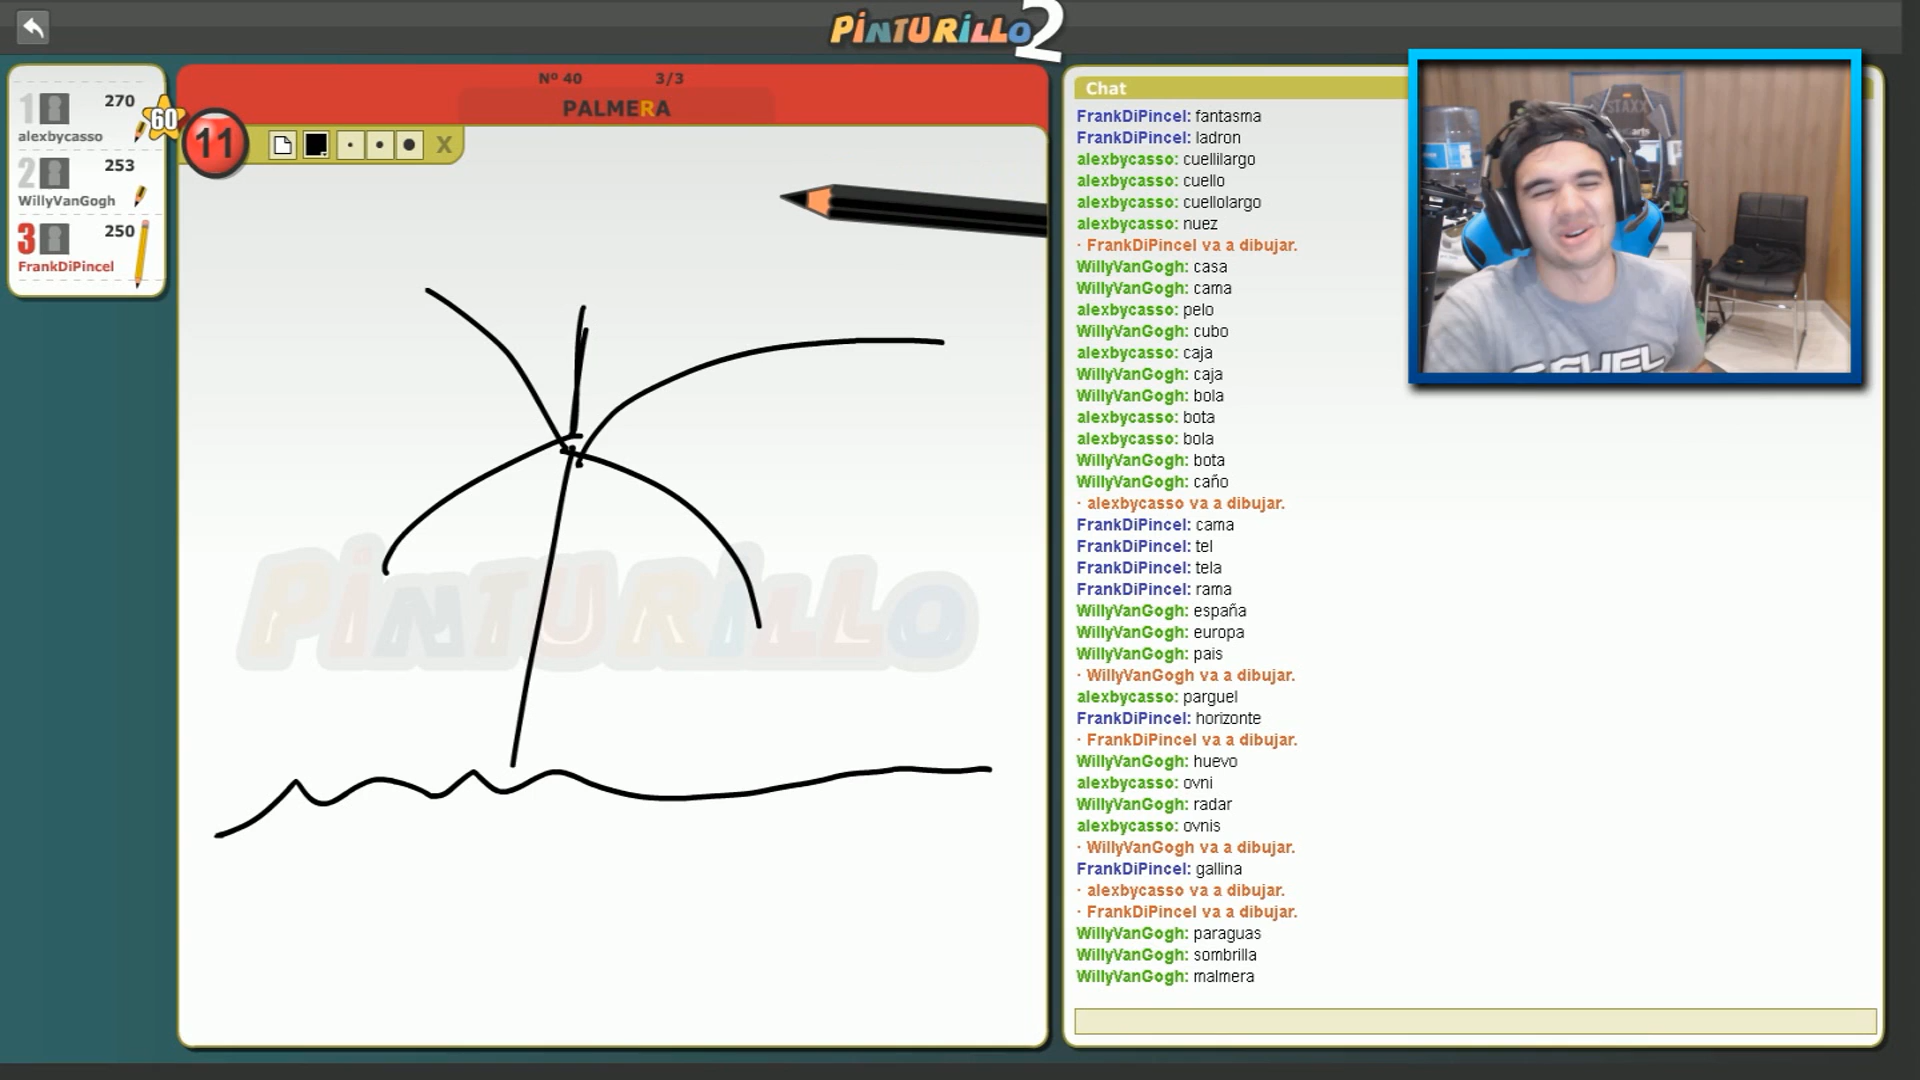 PiNTURiLLO 2
Nº 40 3/3
PALMERA
11
1 270
alexbycasso
60
2 253
WillyVanGogh
3 250
FrankDiPincel
X
PiNTURiLLO
Chat
FrankDiPincel: fantasma
FrankDiPincel: ladron
alexbycasso: cuellilargo
alexbycasso: cuello
alexbycasso: cuellolargo
alexbycasso: nuez
· FrankDiPincel va a dibujar.
WillyVanGogh: casa
WillyVanGogh: cama
alexbycasso: pelo
WillyVanGogh: cubo
alexbycasso: caja
WillyVanGogh: caja
WillyVanGogh: bola
alexbycasso: bota
alexbycasso: bola
WillyVanGogh: bota
WillyVanGogh: caño
· alexbycasso va a dibujar.
FrankDiPincel: cama
FrankDiPincel: tel
FrankDiPincel: tela
FrankDiPincel: rama
WillyVanGogh: españa
WillyVanGogh: europa
WillyVanGogh: pais
· WillyVanGogh va a dibujar.
alexbycasso: parguel
FrankDiPincel: horizonte
· FrankDiPincel va a dibujar.
WillyVanGogh: huevo
alexbycasso: ovni
WillyVanGogh: radar
alexbycasso: ovnis
· WillyVanGogh va a dibujar.
FrankDiPincel: gallina
· alexbycasso va a dibujar.
· FrankDiPincel va a dibujar.
WillyVanGogh: paraguas
WillyVanGogh: sombrilla
WillyVanGogh: malmera
STAXX